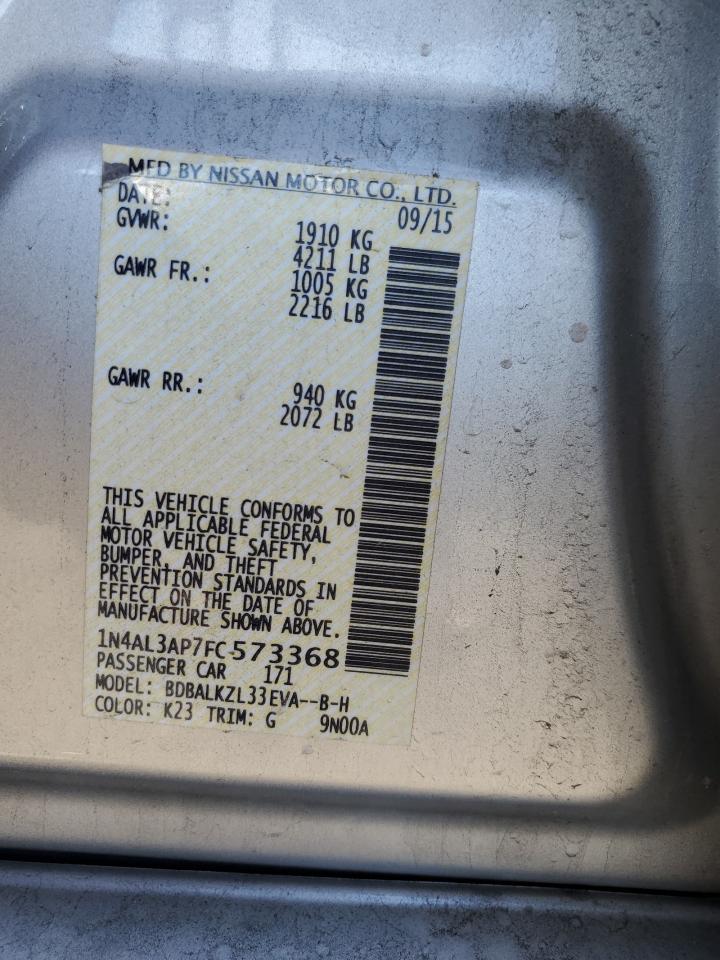 MFD BY NISSAN MOTOR CO., LTD.
DATE: 09/15
GVWR: 1910 KG
4211 LB
GAWR FR.: 1005 KG
2216 LB
GAWR RR.: 940 KG
2072 LB
THIS VEHICLE CONFORMS TO
ALL APPLICABLE FEDERAL
MOTOR VEHICLE SAFETY,
BUMPER, AND THEFT
PREVENTION STANDARDS IN
EFFECT ON THE DATE OF
MANUFACTURE SHOWN ABOVE.
1N4AL3AP7FC573368
PASSENGER CAR 171
MODEL: BDBALKZL33EVA--B-H
COLOR: K23 TRIM: G 9N00A